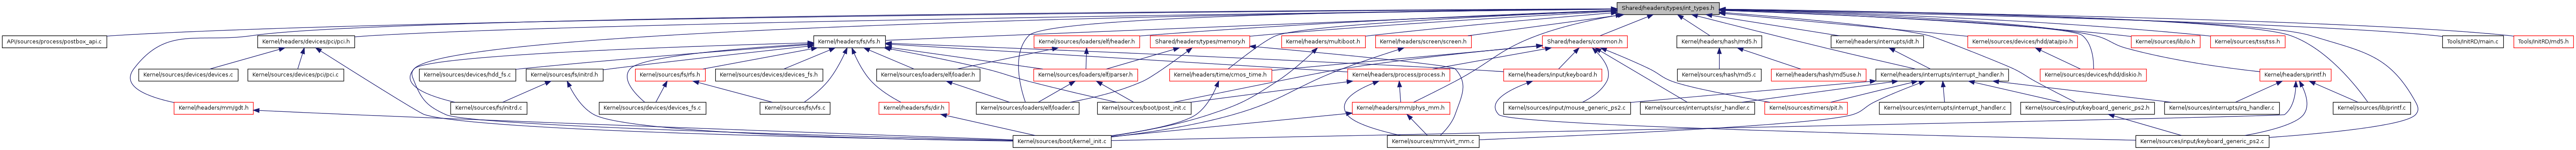 Shared/headers/types/int_types.h
API/sources/process/postbox_api.c
Kernel/headers/devices/pci/pci.h
Kernel/headers/fs/vfs.h
Kernel/sources/loaders/elf/header.h
Shared/headers/types/memory.h
Kernel/headers/multiboot.h
Kernel/headers/screen/screen.h
Shared/headers/common.h
Kernel/headers/hash/md5.h
Kernel/headers/interrupts/idt.h
Kernel/sources/devices/hdd/ata/pio.h
Kernel/sources/lib/io.h
Kernel/sources/tss/tss.h
Tools/InitRD/main.c
Tools/InitRD/md5.h
Kernel/sources/devices/devices.c
Kernel/sources/devices/pci/pci.c
Kernel/sources/devices/hdd_fs.c
Kernel/sources/fs/initrd.h
Kernel/sources/fs/rfs.h
Kernel/sources/devices/devices_fs.h
Kernel/sources/loaders/elf/loader.h
Kernel/sources/loaders/elf/parser.h
Kernel/headers/time/cmos_time.h
Kernel/headers/process/process.h
Kernel/headers/input/keyboard.h
Kernel/sources/hash/md5.c
Kernel/headers/hash/md5use.h
Kernel/headers/interrupts/interrupt_handler.h
Kernel/sources/devices/hdd/diskio.h
Kernel/headers/printf.h
Kernel/headers/mm/gdt.h
Kernel/sources/fs/initrd.c
Kernel/sources/devices/devices_fs.c
Kernel/sources/fs/vfs.c
Kernel/headers/fs/dir.h
Kernel/sources/loaders/elf/loader.c
Kernel/sources/boot/post_init.c
Kernel/headers/mm/phys_mm.h
Kernel/sources/input/mouse_generic_ps2.c
Kernel/sources/interrupts/isr_handler.c
Kernel/sources/timers/pit.h
Kernel/sources/interrupts/interrupt_handler.c
Kernel/sources/input/keyboard_generic_ps2.h
Kernel/sources/interrupts/irq_handler.c
Kernel/sources/lib/printf.c
Kernel/sources/boot/kernel_init.c
Kernel/sources/mm/virt_mm.c
Kernel/sources/input/keyboard_generic_ps2.c